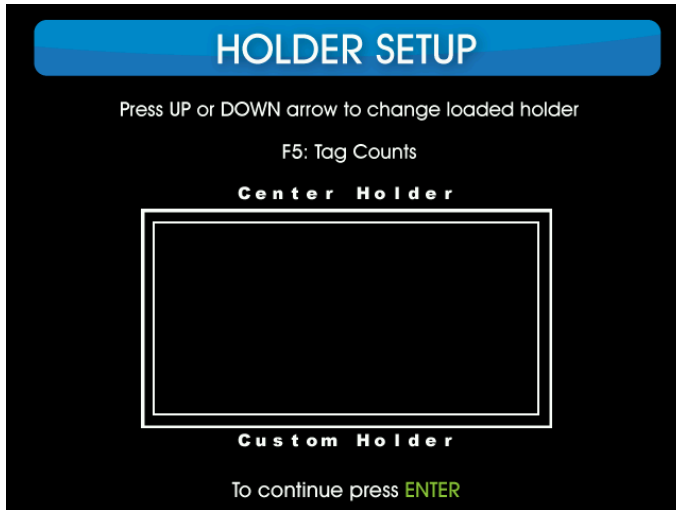 HOLDER SETUP
Press UP or DOWN arrow to change loaded holder
F5: Tag Counts
Center Holder
Custom Holder
To continue press ENTER